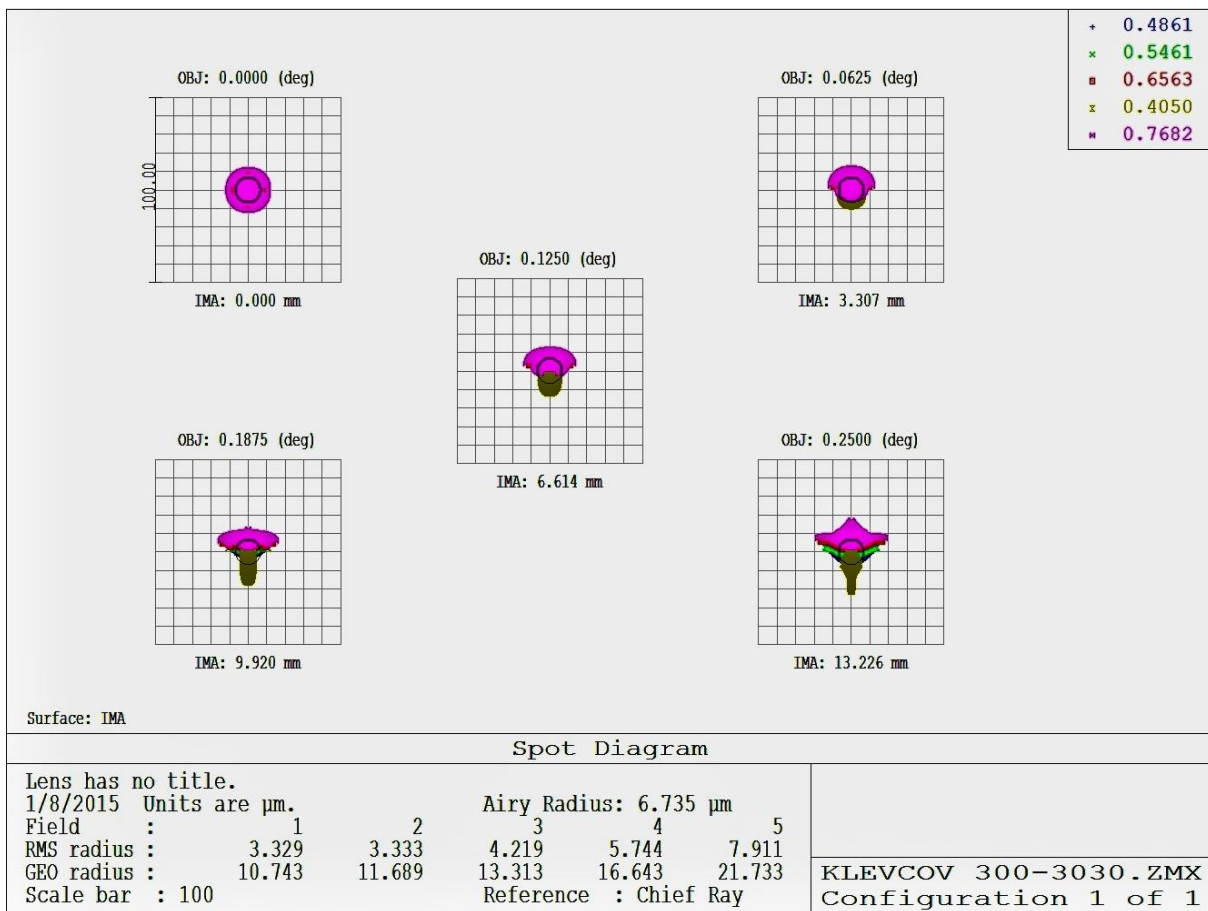 + 0.4861
× 0.5461
0.6563
0.4050
0.7682
OBJ: 0.0000 (deg)
OBJ: 0.0625 (deg)
100.00
IMA: 0.000 mm
IMA: 3.307 mm
OBJ: 0.1250 (deg)
IMA: 6.614 mm
OBJ: 0.1875 (deg)
OBJ: 0.2500 (deg)
IMA: 9.920 mm
IMA: 13.226 mm
Surface: IMA
Spot Diagram
Lens has no title.
1/8/2015 Units are µm. Airy Radius: 6.735 µm
Field : 1 2 3 4 5
RMS radius : 3.329 3.333 4.219 5.744 7.911
GEO radius : 10.743 11.689 13.313 16.643 21.733
Scale bar : 100 Reference : Chief Ray
KLEVCOV 300-3030.ZMX
Configuration 1 of 1